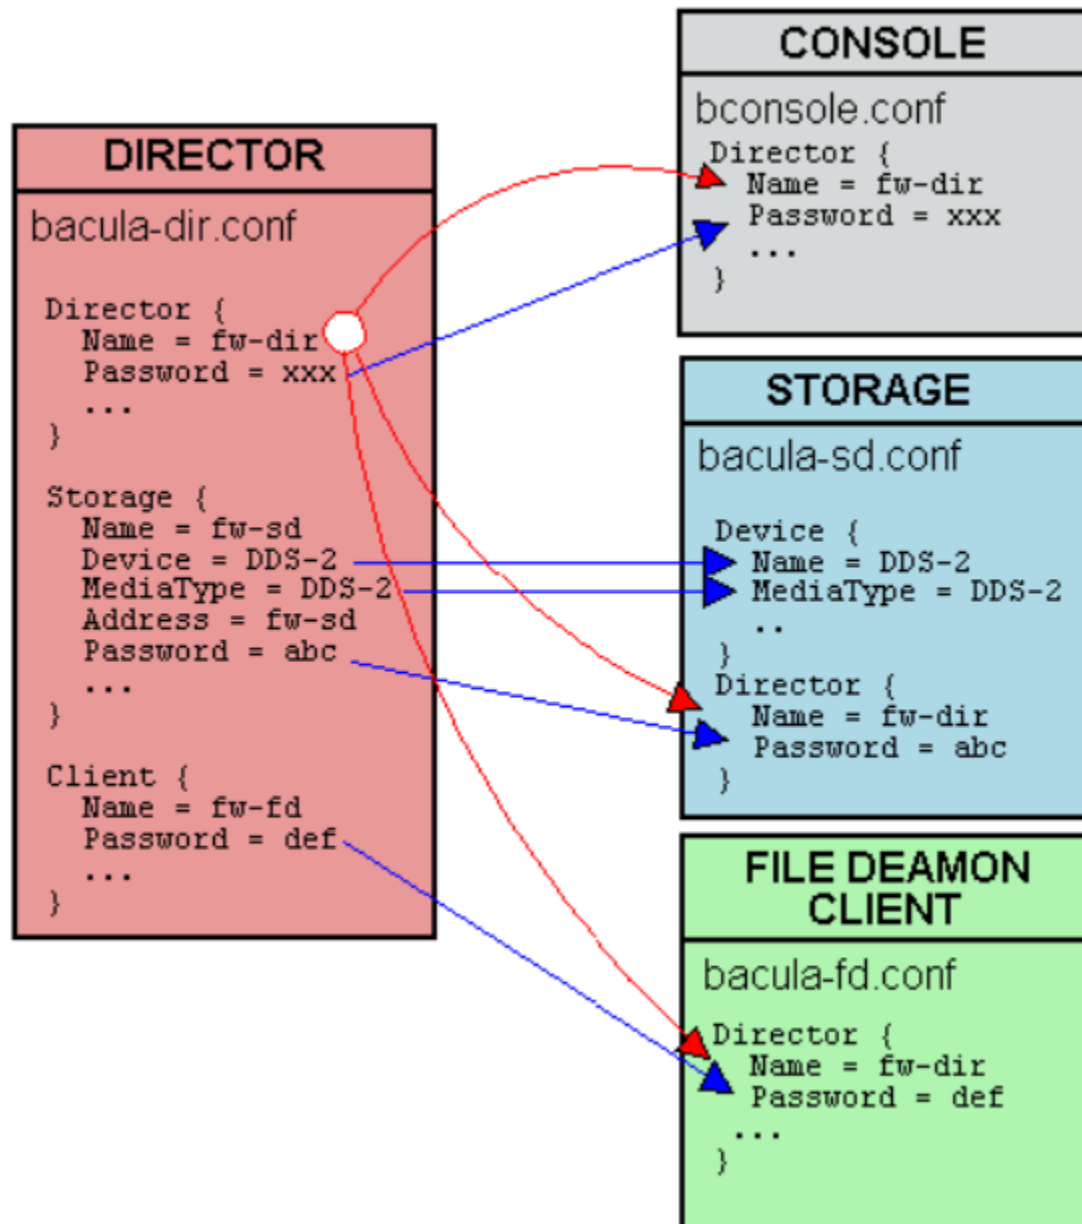 DIRECTOR
bacula-dir.conf
Director {
Name = fw-dir
Password = xxx
...
}
Storage {
Name = fw-sd
Device = DDS-2
MediaType = DDS-2
Address = fw-sd
Password = abc
...
}
Client {
Name = fw-fd
Password = def
...
}
CONSOLE
bconsole.conf
Director {
Name = fw-dir
Password = xxx
...
}
STORAGE
bacula-sd.conf
Device {
Name = DDS-2
MediaType = DDS-2
..
}
Director {
Name = fw-dir
Password = abc
}
FILE DEAMON
CLIENT
bacula-fd.conf
Director {
Name = fw-dir
Password = def
...
}